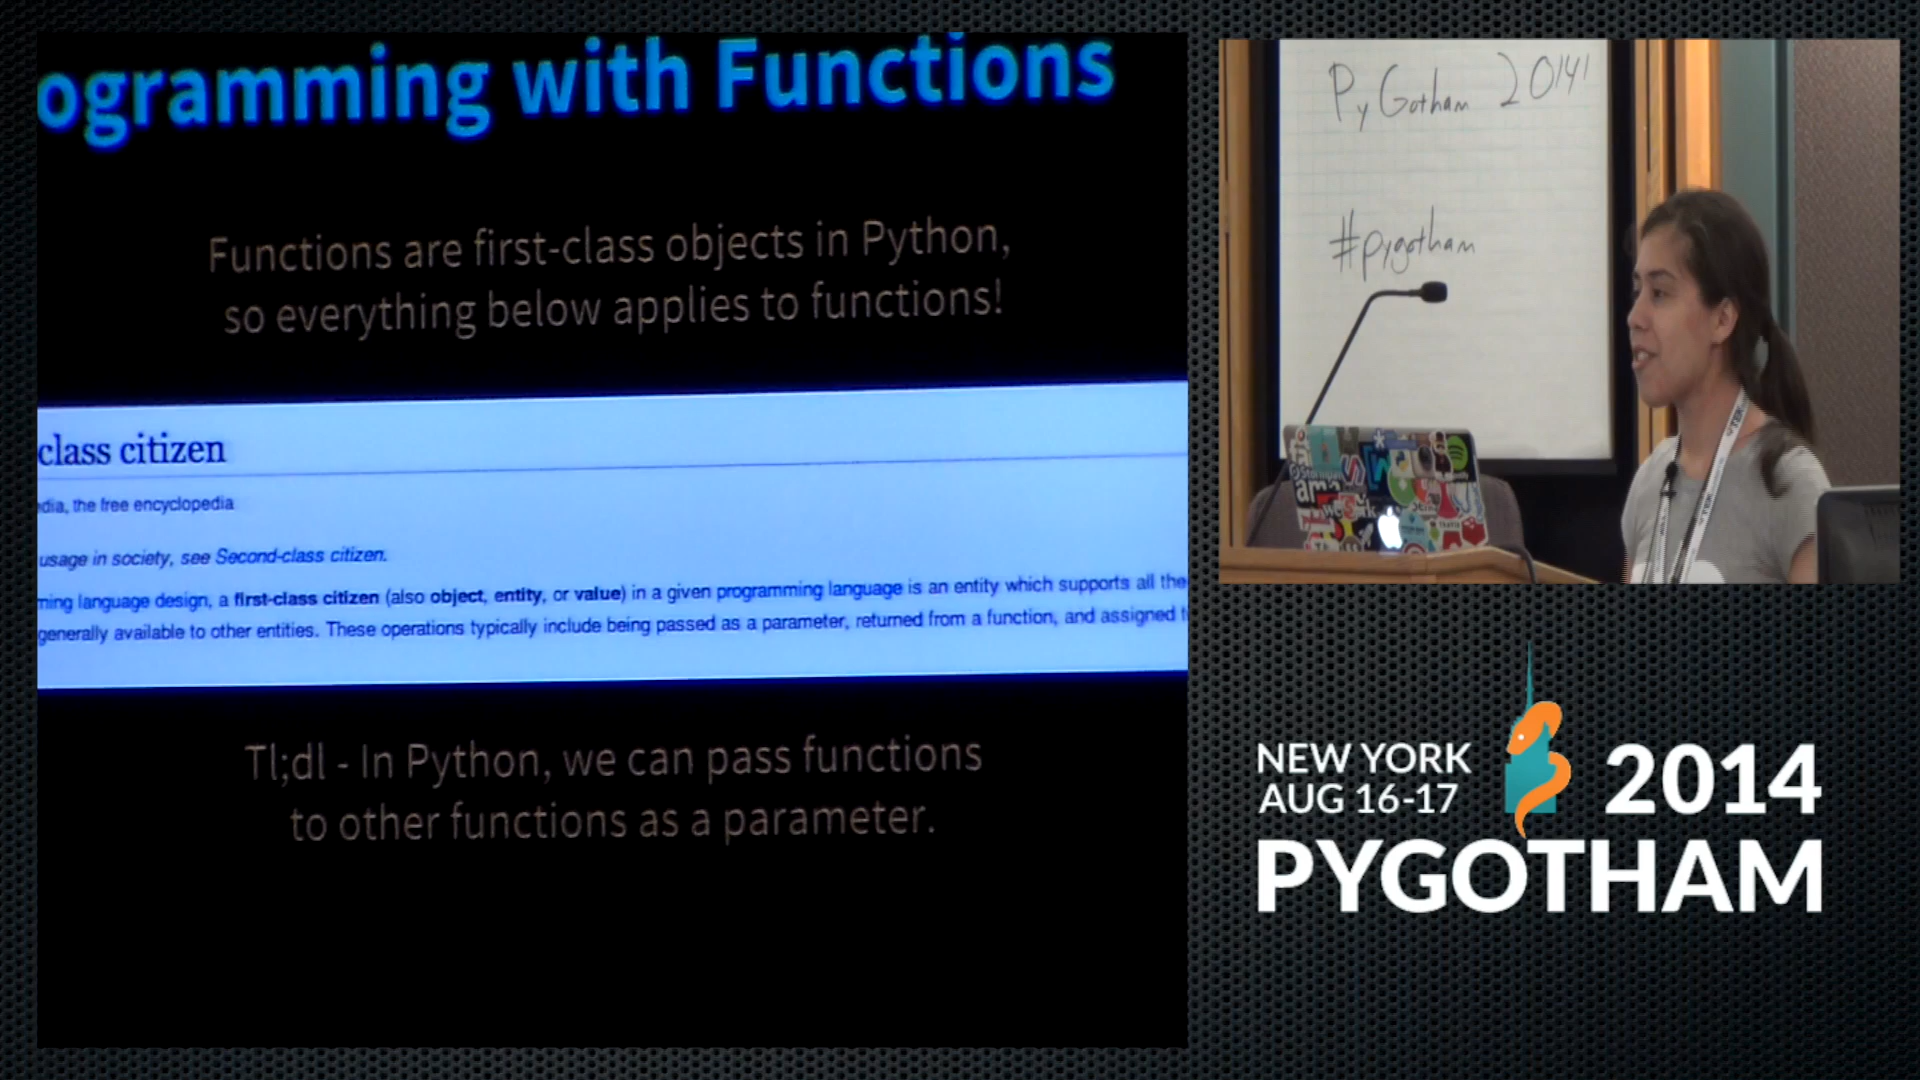 ogramming with Functions
Functions are first-class objects in Python,
so everything below applies to functions!
class citizen
dia, the free encyclopedia
usage in society, see Second-class citizen.
ming language design, a first-class citizen (also object, entity, or value) in a given programming language is an entity which supports all the
generally available to other entities. These operations typically include being passed as a parameter, returned from a function, and assigned t
Tl;dl - In Python, we can pass functions
to other functions as a parameter.
PyGotham 2014!
#pygotham
NEW YORK
AUG 16-17
2014
PYGOTHAM